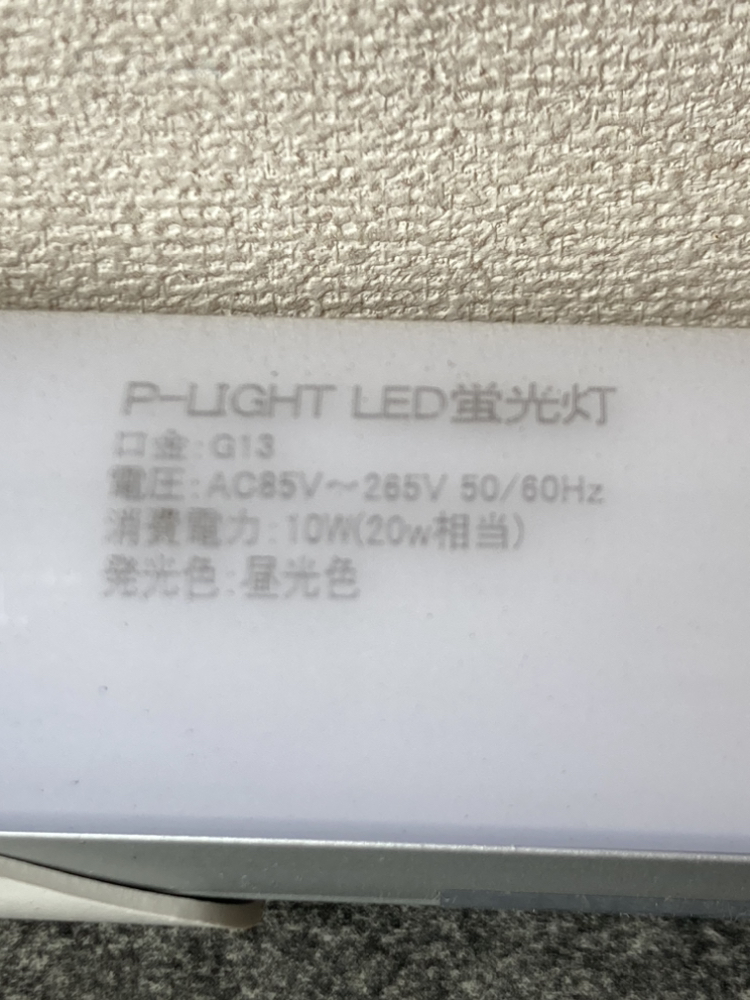 P-LIGHT LED蛍光灯
口金:G13
電圧:AC85V～265V 50/60Hz
消費電力:10W(20w相当)
発光色:昼光色